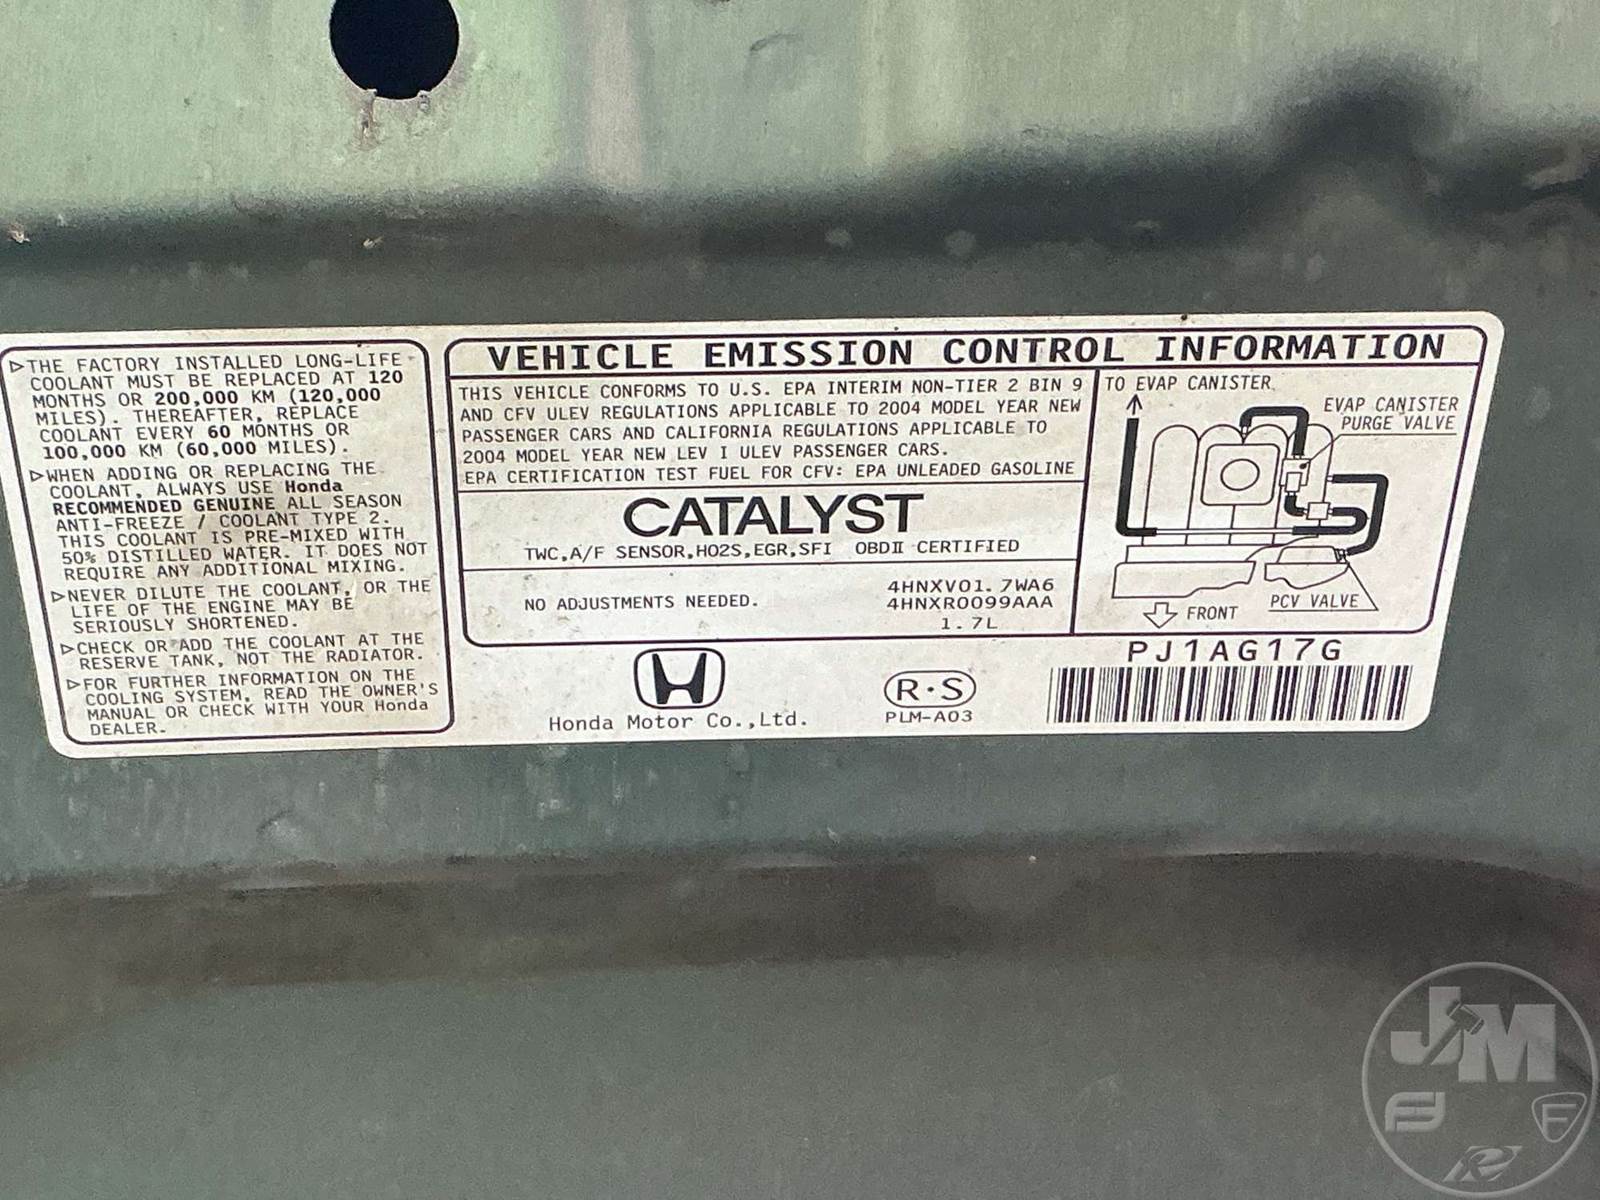 ▷THE FACTORY INSTALLED LONG-LIFE
COOLANT MUST BE REPLACED AT 120
MONTHS OR 200,000 KM (120,000
MILES). THEREAFTER, REPLACE
COOLANT EVERY 60 MONTHS OR
100,000 KM (60,000 MILES).
▷WHEN ADDING OR REPLACING THE
COOLANT, ALWAYS USE Honda
RECOMMENDED GENUINE ALL SEASON
ANTI-FREEZE / COOLANT TYPE 2.
THIS COOLANT IS PRE-MIXED WITH
50% DISTILLED WATER. IT DOES NOT
REQUIRE ANY ADDITIONAL MIXING.
▷NEVER DILUTE THE COOLANT, OR THE
LIFE OF THE ENGINE MAY BE
SERIOUSLY SHORTENED.
▷CHECK OR ADD THE COOLANT AT THE
RESERVE TANK, NOT THE RADIATOR.
▷FOR FURTHER INFORMATION ON THE
COOLING SYSTEM, READ THE OWNER'S
MANUAL OR CHECK WITH YOUR Honda
DEALER.
VEHICLE EMISSION CONTROL INFORMATION
THIS VEHICLE CONFORMS TO U.S. EPA INTERIM NON-TIER 2 BIN 9
AND CFV ULEV REGULATIONS APPLICABLE TO 2004 MODEL YEAR NEW
PASSENGER CARS AND CALIFORNIA REGULATIONS APPLICABLE TO
2004 MODEL YEAR NEW LEV I ULEV PASSENGER CARS.
EPA CERTIFICATION TEST FUEL FOR CFV: EPA UNLEADED GASOLINE
CATALYST
TWC,A/F SENSOR,HO2S,EGR,SFI OBDⅡ CERTIFIED
NO ADJUSTMENTS NEEDED.
4HNXV01.7WA6
4HNXR0099AAA
1.7L
TO EVAP CANISTER
EVAP CANISTER
PURGE VALVE
FRONT
PCV VALVE
H
Honda Motor Co.,Ltd.
R·S
PLM-A03
PJ1AG17G
JM
F